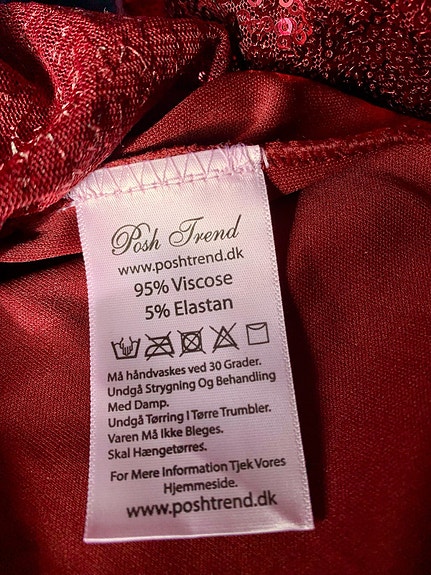 Posh Trend
www.poshtrend.dk
95% Viscose
5% Elastan
Må håndvaskes ved 30 Grader.
Undgå Strygning Og Behandling
Med Damp.
Undgå Tørring I Tørre Trumbler.
Varen Må Ikke Bleges.
Skal Hængetørres.
For Mere Information Tjek Vores
Hjemmeside.
www.poshtrend.dk